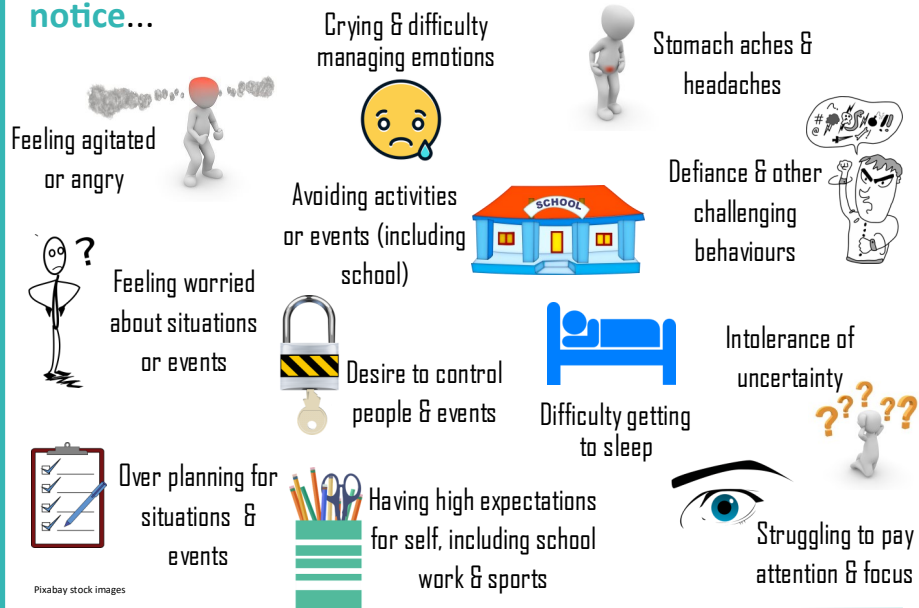 notice...
Crying & difficulty
managing emotions
Stomach aches &
headaches
Feeling agitated
or angry
Avoiding activities
or events (including
school)
SCHOOL
Defiance & other
challenging
behaviours
?
Feeling worried
about situations
or events
Desire to control
people & events
Difficulty getting
to sleep
Intolerance of
uncertainty
?????
Over planning for
situations &
events
Having high expectations
for self, including school
work & sports
Struggling to pay
attention & focus
Pixabay stock images